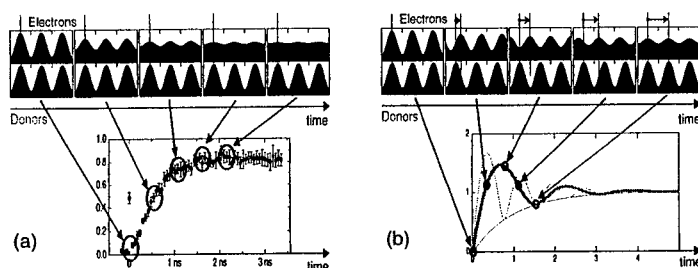 Electrons
Donors
time
1.0
0.8
0.6
0.4
0.2
0.0
0
1 ns
2 ns
3 ns
time
(a)
Electrons
Donors
time
2
1
0
0
1
2
3
4
5
time
(b)